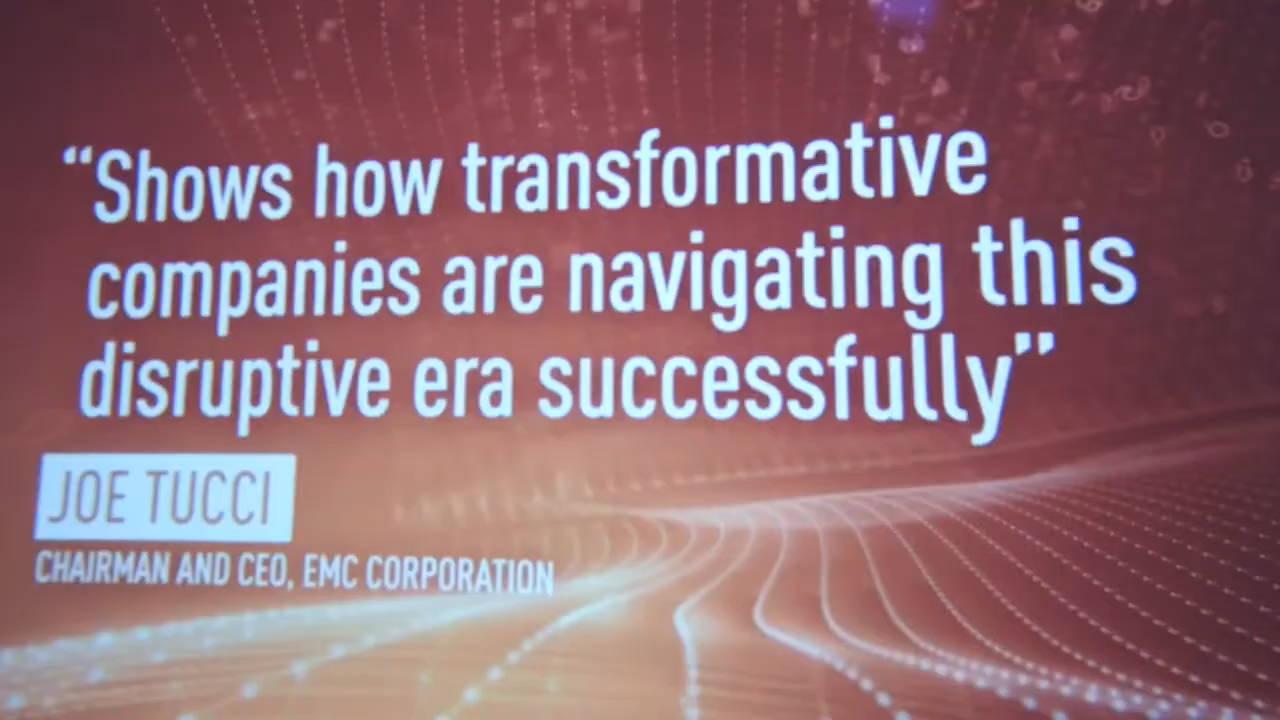 “Shows how transformative
companies are navigating this
disruptive era successfully”
JOE TUCCI
CHAIRMAN AND CEO, EMC CORPORATION